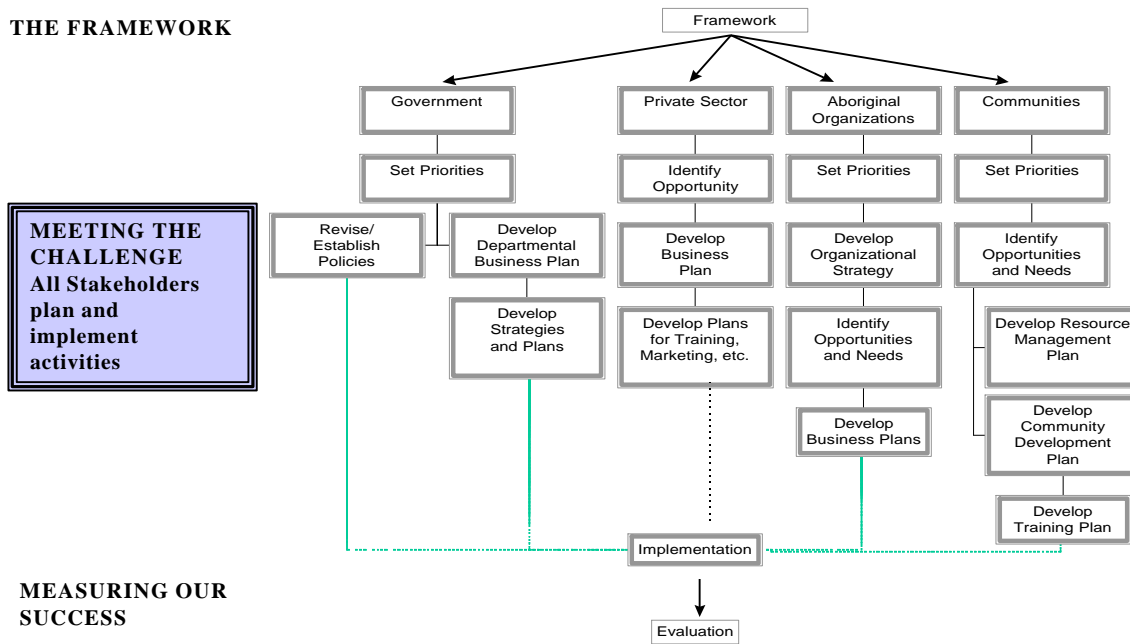 THE FRAMEWORK
Framework
Government
Private Sector
Aboriginal
Organizations
Communities
Set Priorities
Identify
Opportunity
Set Priorities
Set Priorities
MEETING THE
CHALLENGE
All Stakeholders
plan and
implement
activities
Revise/
Establish
Policies
Develop
Departmental
Business Plan
Develop
Business
Plan
Develop
Organizational
Strategy
Identify
Opportunities
and Needs
Develop
Strategies
and Plans
Develop Plans
for Training,
Marketing, etc.
Identify
Opportunities
and Needs
Develop Resource
Management
Plan
Develop
Business Plans
Develop
Community
Development
Plan
Develop
Training Plan
Implementation
MEASURING OUR
SUCCESS
Evaluation